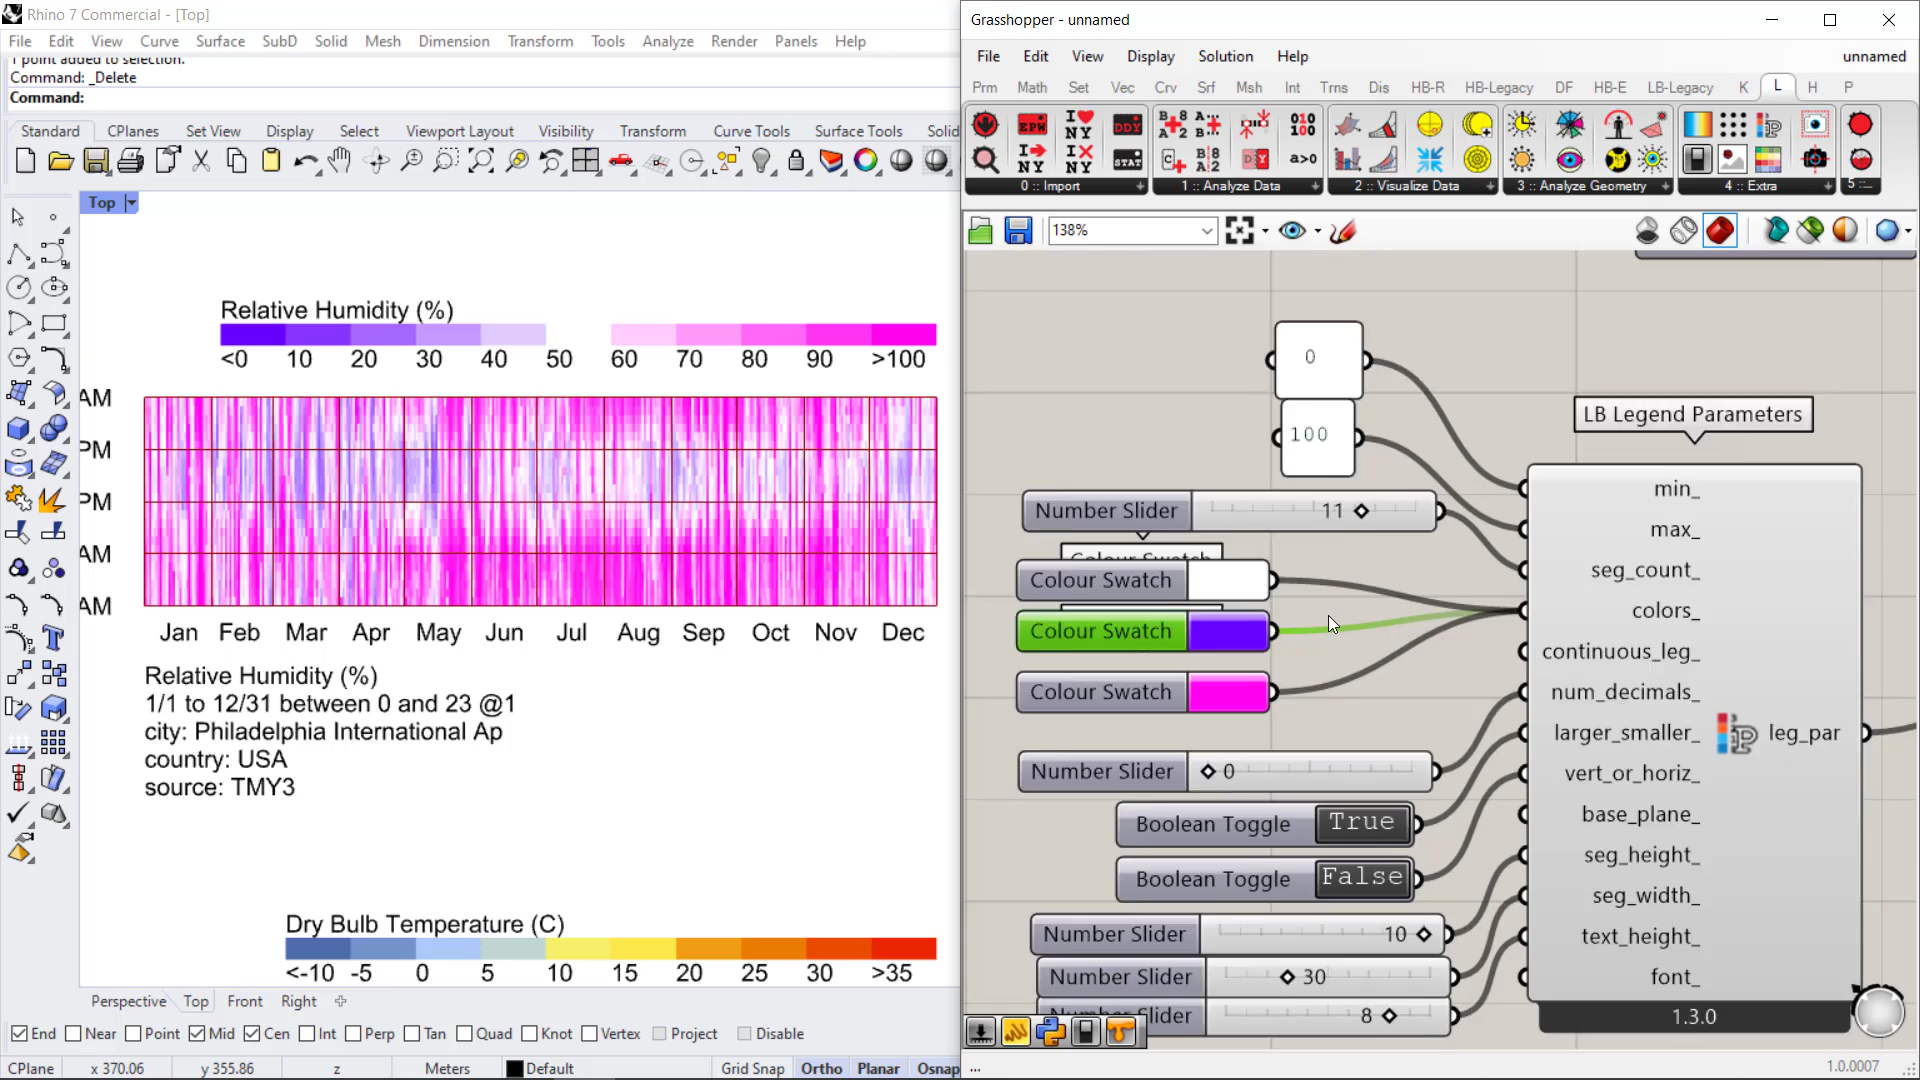 Rhino 7 Commercial - [Top]
File Edit View Curve Surface SubD Solid Mesh Dimension Transform Tools Analyze Render Panels Help
1 point added to selection.
Command: _Delete
Command:
Standard CPlanes Set View Display Select Viewport Layout Visibility Transform Curve Tools Surface Tools Solid
Top
Relative Humidity (%)
<0 10 20 30 40 50 60 70 80 90 >100
AM
PM
PM
AM
AM
Jan Feb Mar Apr May Jun Jul Aug Sep Oct Nov Dec
Relative Humidity (%)
1/1 to 12/31 between 0 and 23 @1
city: Philadelphia International Ap
country: USA
source: TMY3
Dry Bulb Temperature (C)
<-10 -5 0 5 10 15 20 25 30 >35
Perspective Top Front Right
End Near Point Mid Cen Int Perp Tan Quad Knot Vertex Project Disable
CPlane x 370.06 y 355.86 z Meters Default Grid Snap Ortho Planar Osnap
Grasshopper - unnamed
File Edit View Display Solution Help unnamed
Prm Math Set Vec Crv Srf Msh Int Trns Dis HB-R HB-Legacy DF HB-E LB-Legacy K L H P
0 :: Import 1 :: Analyze Data 2 :: Visualize Data 3 :: Analyze Geometry 4 :: Extra 5 ::
138%
0
100
LB Legend Parameters
Number Slider 11
Colour Swatch
Colour Swatch
Colour Swatch
Colour Swatch
Number Slider 0
Boolean Toggle True
Boolean Toggle False
Number Slider 10
Number Slider 30
Number Slider 8
min_
max_
seg_count_
colors_
continuous_leg_
num_decimals_
larger_smaller_
vert_or_horiz_
base_plane_
seg_height_
seg_width_
text_height_
font_
leg_par
1.3.0
...
1.0.0007